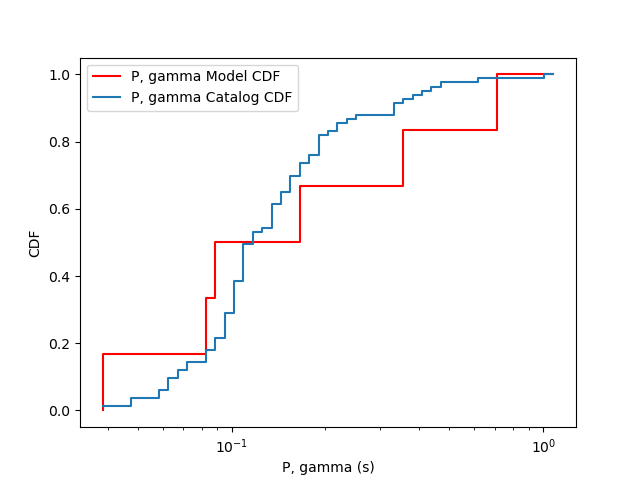 P, gamma Model CDF
P, gamma Catalog CDF
1.0
0.8
0.6
0.4
0.2
0.0
CDF
10⁻¹ 10⁰
P, gamma (s)